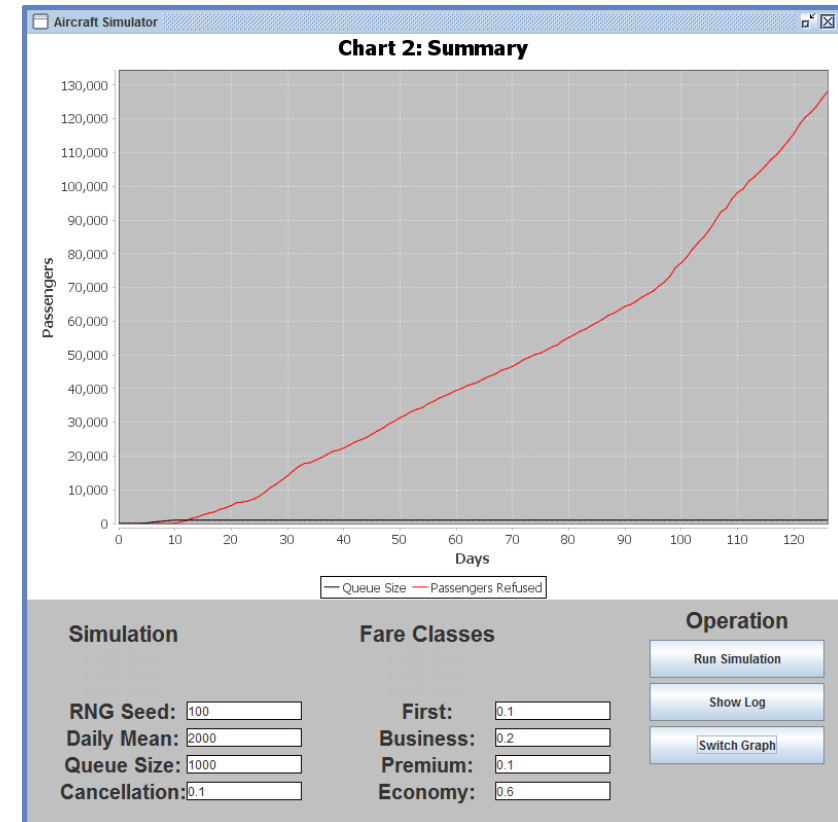 Aircraft Simulator
Chart 2: Summary
130,000
120,000
110,000
100,000
90,000
80,000
70,000
60,000
50,000
40,000
30,000
20,000
10,000
0
Passengers
0 10 20 30 40 50 60 70 80 90 100 110 120
Days
Queue Size Passengers Refused
Simulation
RNG Seed: 100
Daily Mean: 2000
Queue Size: 1000
Cancellation: 0.1
Fare Classes
First: 0.1
Business: 0.2
Premium: 0.1
Economy: 0.6
Operation
Run Simulation
Show Log
Switch Graph